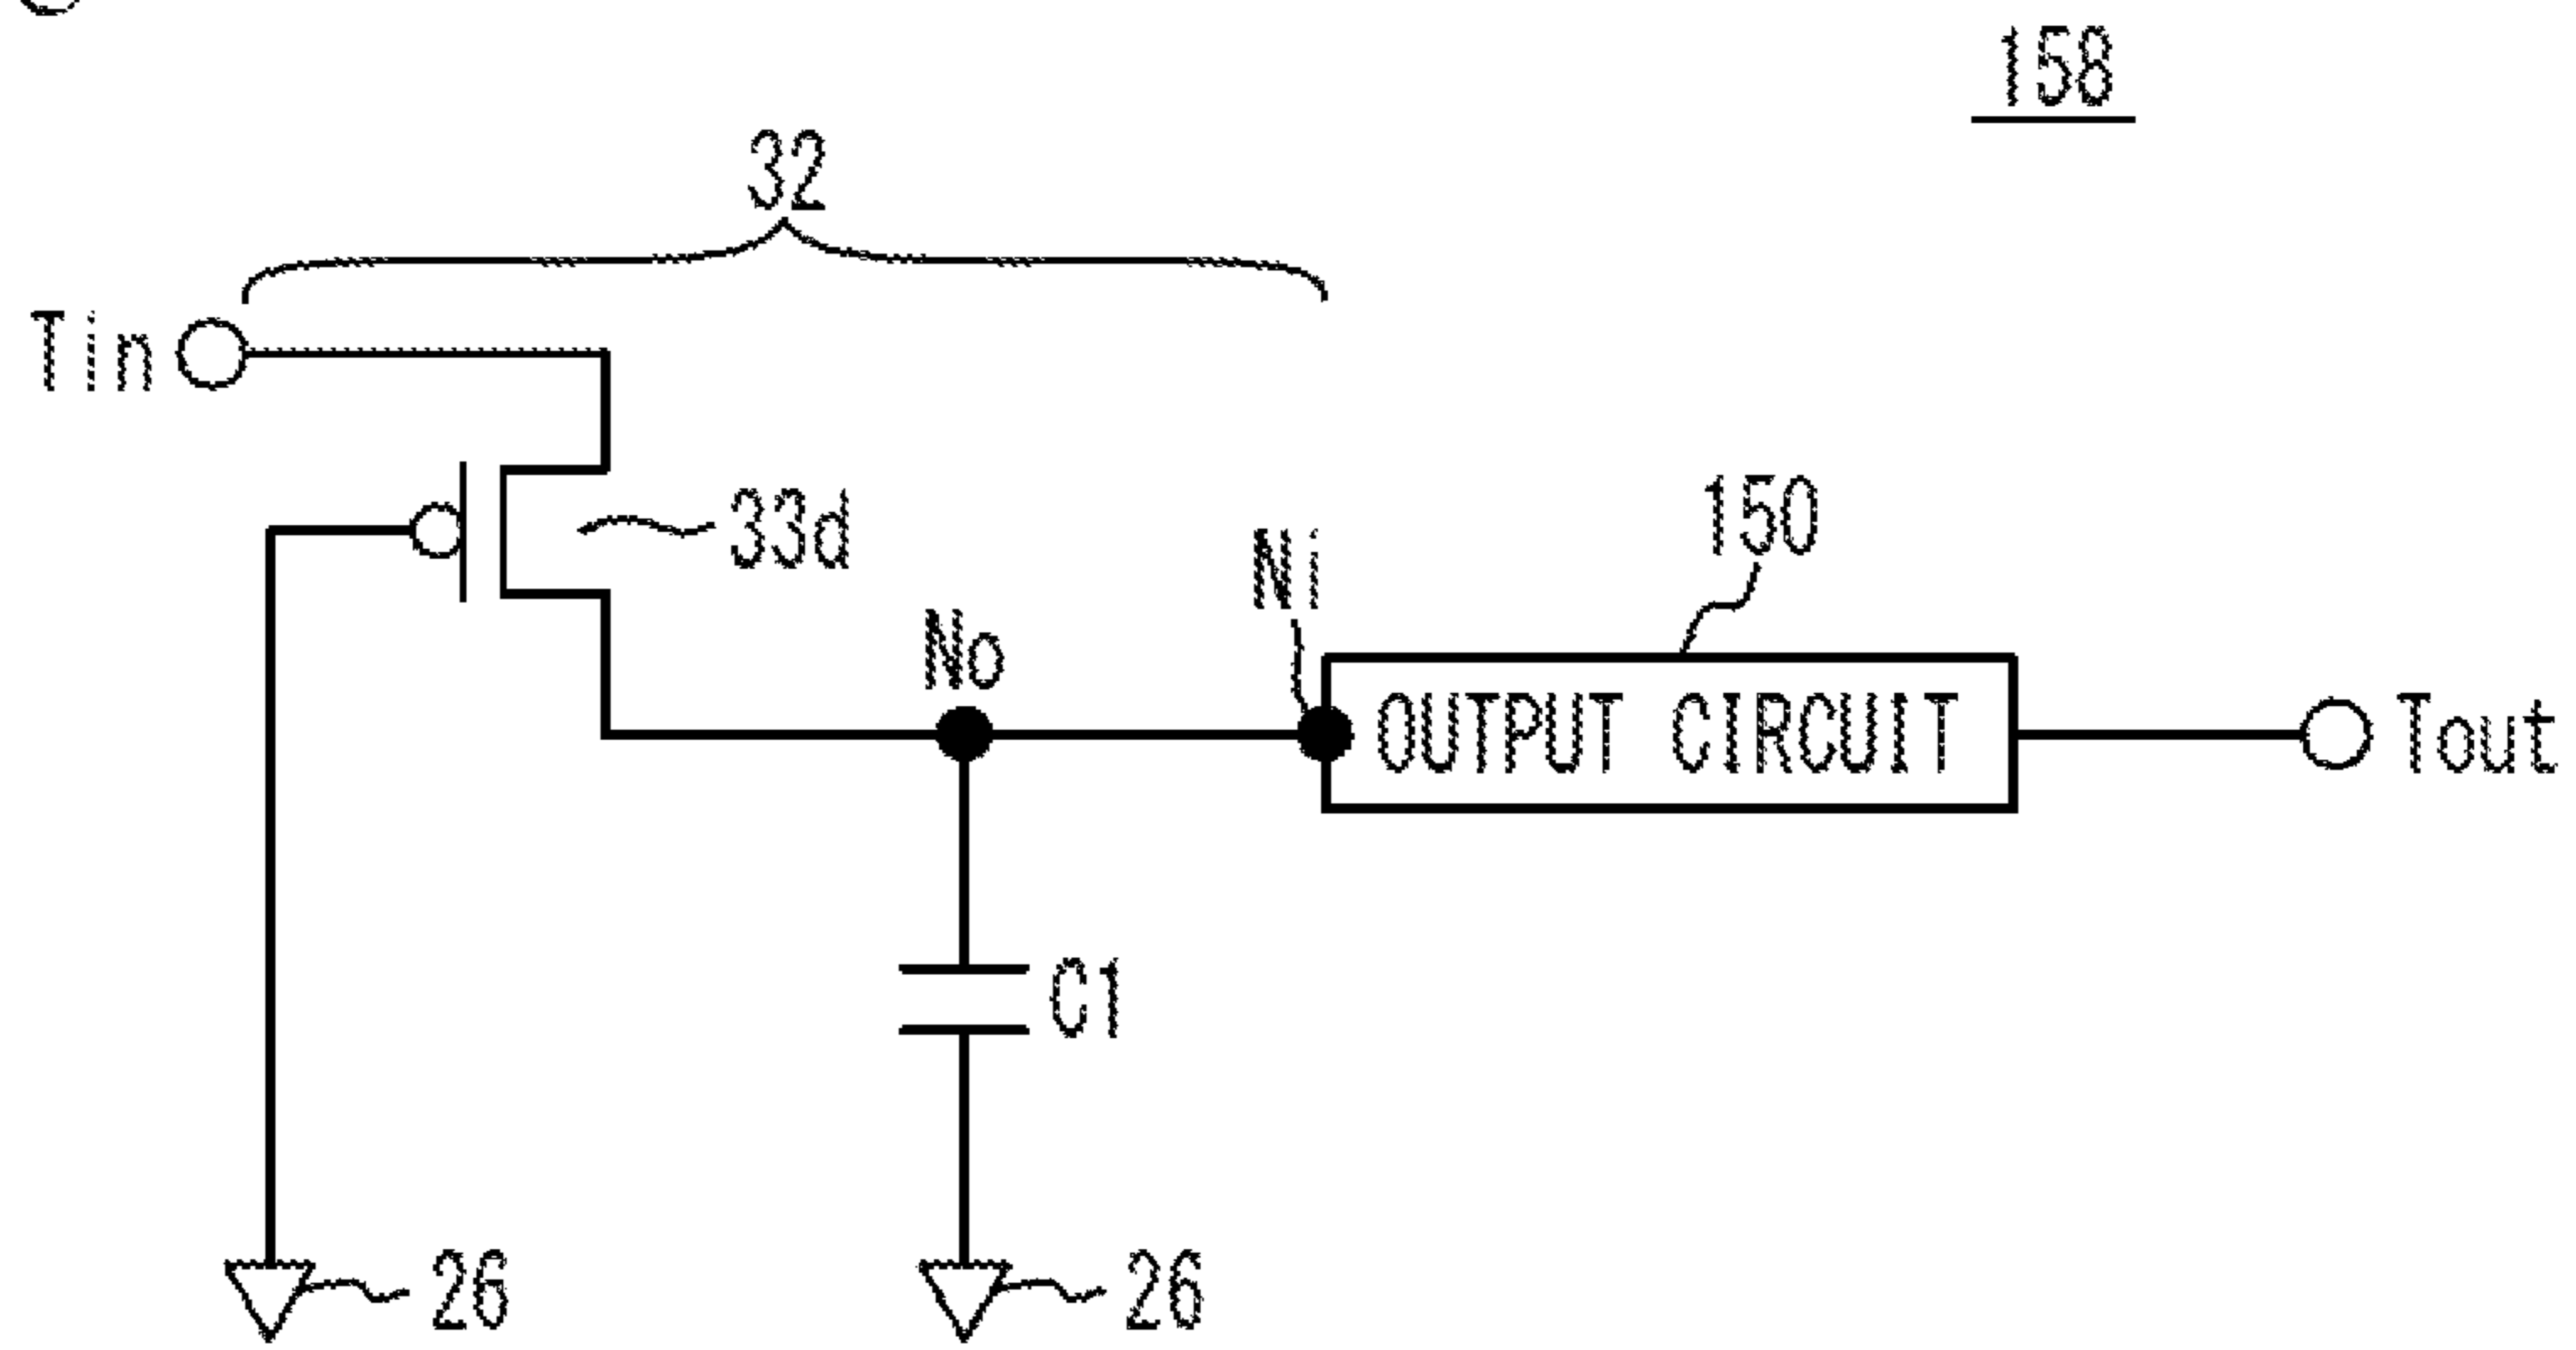 158
32
Tin
33d
150
Ni
No
OUTPUT CIRCUIT
Tout
C1
26
26